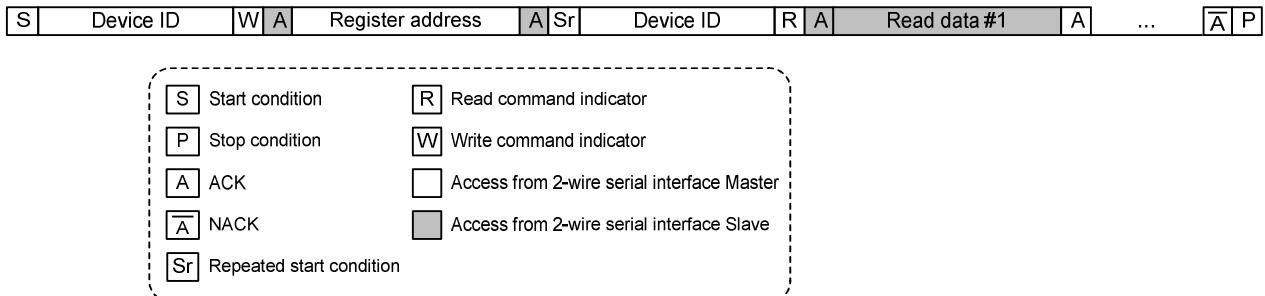 S Device ID W A Register address A Sr Device ID R A Read data #1 A ... A̅ P
S Start condition R Read command indicator
P Stop condition W Write command indicator
A ACK Access from 2-wire serial interface Master
A̅ NACK Access from 2-wire serial interface Slave
Sr Repeated start condition